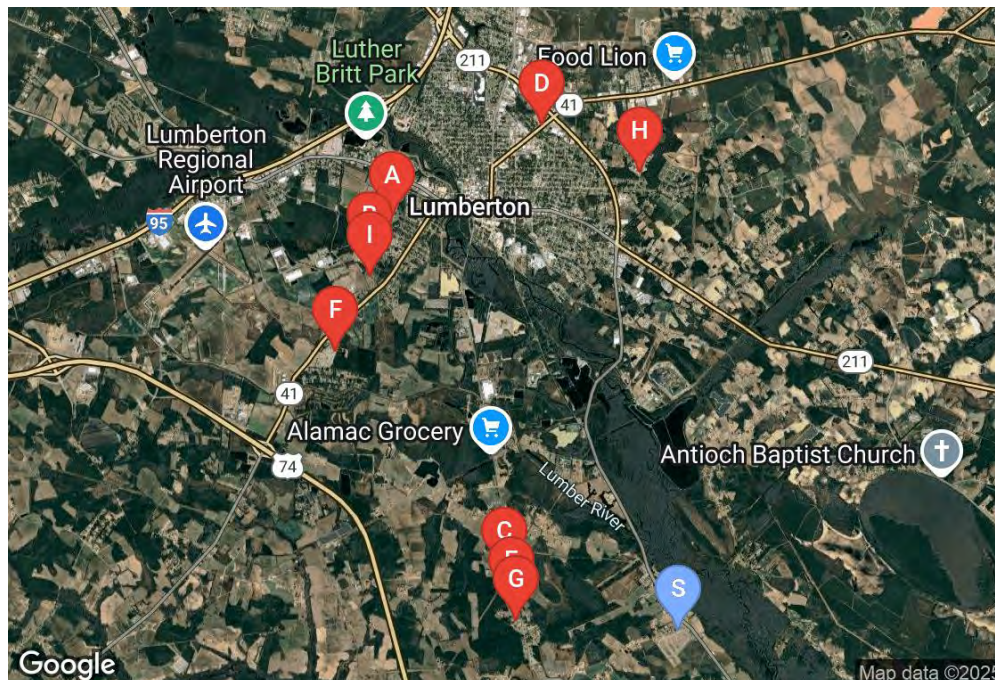 Luther
Britt Park
211
Food Lion
D
41
H
Lumberton
Regional
Airport
A
Lumberton
95
I
F
41
211
Alamac Grocery
Antioch Baptist Church
74
Lumber River
C
G
S
Google
Map data ©2025